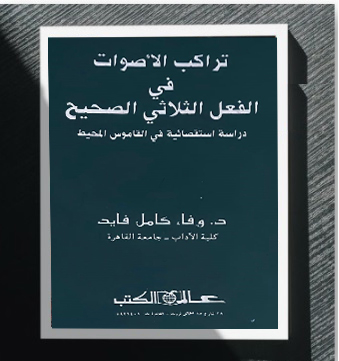 تراكب الأصوات
في
الفعل الثلاثي الصحيح
دراسة استقصائية في القاموس المحيط
د. وفاء كامل فايد
كلية الآداب - جامعة القاهرة
عالم الكتب